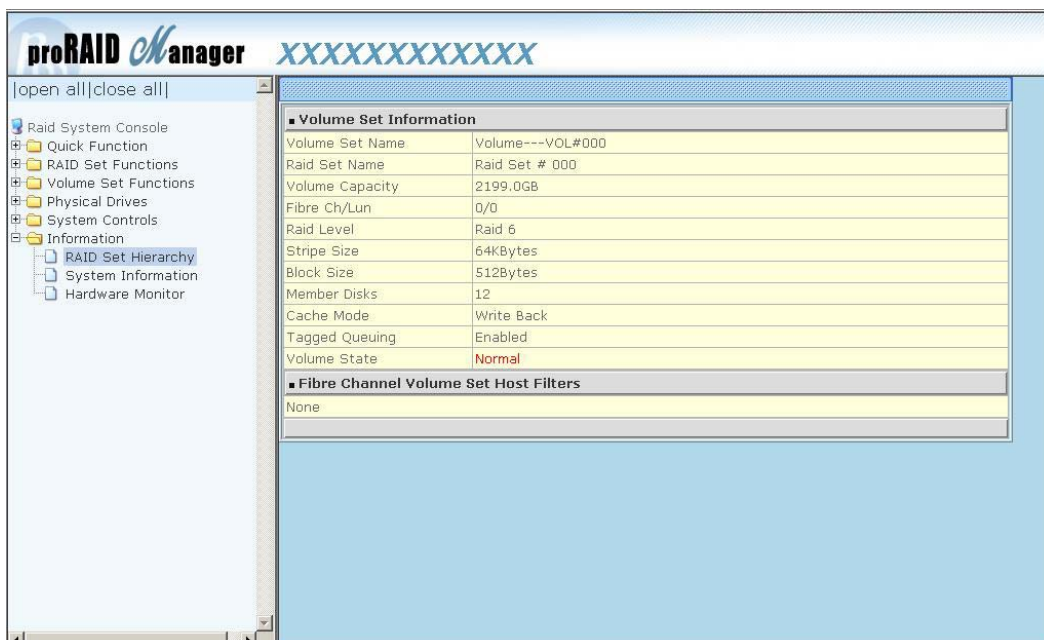 proRAID Manager XXXXXXXXXXXX
|open all|close all|
Raid System Console
Quick Function
RAID Set Functions
Volume Set Functions
Physical Drives
System Controls
Information
RAID Set Hierarchy
System Information
Hardware Monitor
Volume Set Information
Volume Set Name Volume---VOL#000
Raid Set Name Raid Set # 000
Volume Capacity 2199.0GB
Fibre Ch/Lun 0/0
Raid Level Raid 6
Stripe Size 64KBytes
Block Size 512Bytes
Member Disks 12
Cache Mode Write Back
Tagged Queuing Enabled
Volume State Normal
Fibre Channel Volume Set Host Filters
None